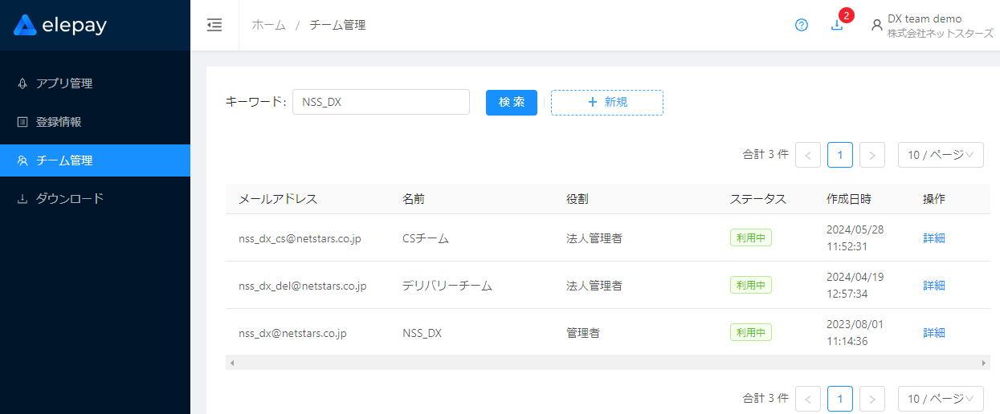 elepay
ホーム / チーム管理
2
DX team demo
株式会社ネットスターズ
アプリ管理
登録情報
チーム管理
ダウンロード
キーワード: NSS_DX 検索 + 新規
合計 3 件 < 1 > 10 / ページ
メールアドレス 名前 役割 ステータス 作成日時 操作
nss_dx_cs@netstars.co.jp CSチーム 法人管理者 利用中 2024/05/28 詳細
11:52:31
nss_dx_del@netstars.co.jp デリバリーチーム 法人管理者 利用中 2024/04/19 詳細
12:57:34
nss_dx@netstars.co.jp NSS_DX 管理者 利用中 2023/08/01 詳細
11:14:36
合計 3 件 < 1 > 10 / ページ